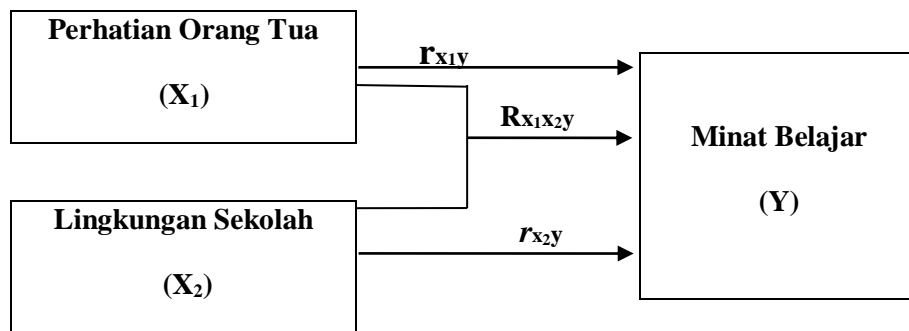 Perhatian Orang Tua
(X₁)
rx₁y
Rx₁x₂y
Minat Belajar
(Y)
Lingkungan Sekolah
(X₂)
rx₂y